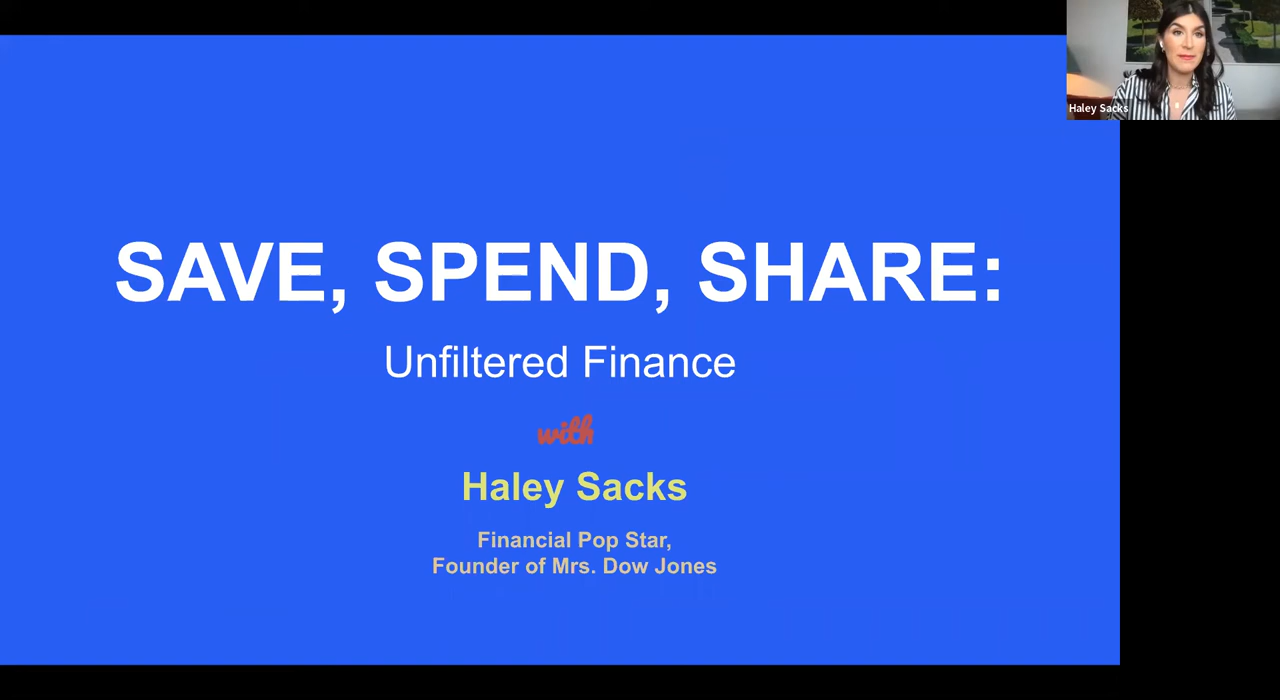 Haley Sacks
SAVE, SPEND, SHARE:
Unfiltered Finance
with
Haley Sacks
Financial Pop Star,
Founder of Mrs. Dow Jones